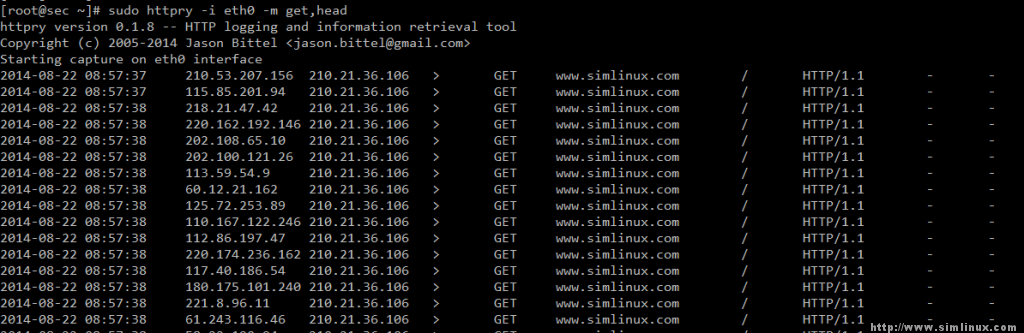 [root@sec ~]# sudo httpry -i eth0 -m get,head
httpry version 0.1.8 -- HTTP logging and information retrieval tool
Copyright (c) 2005-2014 Jason Bittel <jason.bittel@gmail.com>
Starting capture on eth0 interface
2014-08-22 08:57:37 210.53.207.156 210.21.36.106 > GET www.simlinux.com / HTTP/1.1 - -
2014-08-22 08:57:37 115.85.201.94 210.21.36.106 > GET www.simlinux.com / HTTP/1.1 - -
2014-08-22 08:57:38 218.21.47.42 210.21.36.106 > GET www.simlinux.com / HTTP/1.1 - -
2014-08-22 08:57:38 220.162.192.146 210.21.36.106 > GET www.simlinux.com / HTTP/1.1 - -
2014-08-22 08:57:38 202.108.65.10 210.21.36.106 > GET www.simlinux.com / HTTP/1.1 - -
2014-08-22 08:57:38 202.100.121.26 210.21.36.106 > GET www.simlinux.com / HTTP/1.1 - -
2014-08-22 08:57:38 113.59.54.9 210.21.36.106 > GET www.simlinux.com / HTTP/1.1 - -
2014-08-22 08:57:38 60.12.21.162 210.21.36.106 > GET www.simlinux.com / HTTP/1.1 - -
2014-08-22 08:57:38 125.72.253.89 210.21.36.106 > GET www.simlinux.com / HTTP/1.1 - -
2014-08-22 08:57:38 110.167.122.246 210.21.36.106 > GET www.simlinux.com / HTTP/1.1 - -
2014-08-22 08:57:38 112.86.197.47 210.21.36.106 > GET www.simlinux.com / HTTP/1.1 - -
2014-08-22 08:57:38 220.174.236.162 210.21.36.106 > GET www.simlinux.com / HTTP/1.1 - -
2014-08-22 08:57:38 117.40.186.54 210.21.36.106 > GET www.simlinux.com / HTTP/1.1 - -
2014-08-22 08:57:38 180.175.101.240 210.21.36.106 > GET www.simlinux.com / HTTP/1.1 - -
2014-08-22 08:57:38 221.8.96.11 210.21.36.106 > GET www.simlinux.com / HTTP/1.1 - -
2014-08-22 08:57:38 61.243.116.46 210.21.36.106 > GET www.simlinux.com / HTTP/1.1 - -
http://www.simlinux.com